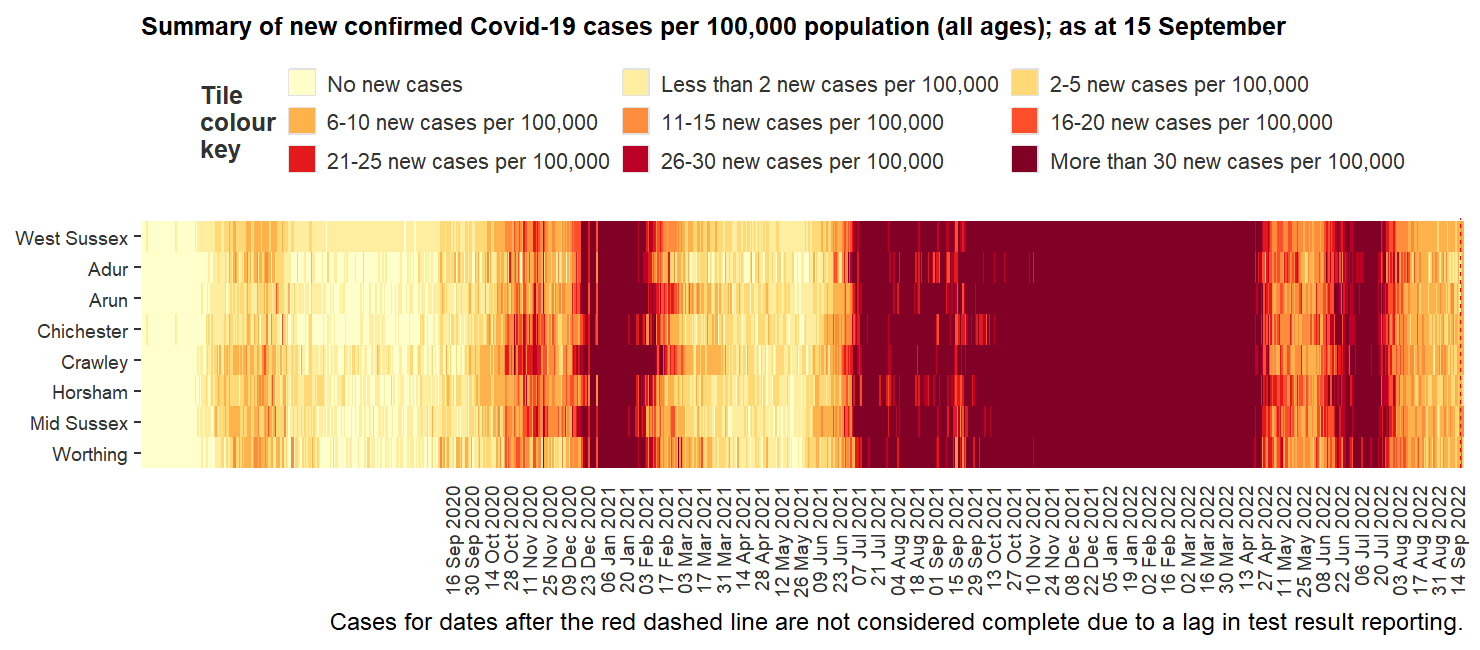 Summary of new confirmed Covid-19 cases per 100,000 population (all ages); as at 15 September
Tile
colour
key
No new cases
Less than 2 new cases per 100,000
2-5 new cases per 100,000
6-10 new cases per 100,000
11-15 new cases per 100,000
16-20 new cases per 100,000
21-25 new cases per 100,000
26-30 new cases per 100,000
More than 30 new cases per 100,000
West Sussex
Adur
Arun
Chichester
Crawley
Horsham
Mid Sussex
Worthing
16 Sep 2020
30 Sep 2020
14 Oct 2020
28 Oct 2020
11 Nov 2020
25 Nov 2020
09 Dec 2020
23 Dec 2020
06 Jan 2021
20 Jan 2021
03 Feb 2021
17 Feb 2021
03 Mar 2021
17 Mar 2021
31 Mar 2021
14 Apr 2021
28 Apr 2021
12 May 2021
26 May 2021
09 Jun 2021
23 Jun 2021
07 Jul 2021
21 Jul 2021
04 Aug 2021
18 Aug 2021
01 Sep 2021
15 Sep 2021
29 Sep 2021
13 Oct 2021
27 Oct 2021
10 Nov 2021
24 Nov 2021
08 Dec 2021
22 Dec 2021
05 Jan 2022
19 Jan 2022
02 Feb 2022
16 Feb 2022
02 Mar 2022
16 Mar 2022
30 Mar 2022
13 Apr 2022
27 Apr 2022
11 May 2022
25 May 2022
08 Jun 2022
22 Jun 2022
06 Jul 2022
20 Jul 2022
03 Aug 2022
17 Aug 2022
31 Aug 2022
14 Sep 2022
Cases for dates after the red dashed line are not considered complete due to a lag in test result reporting.